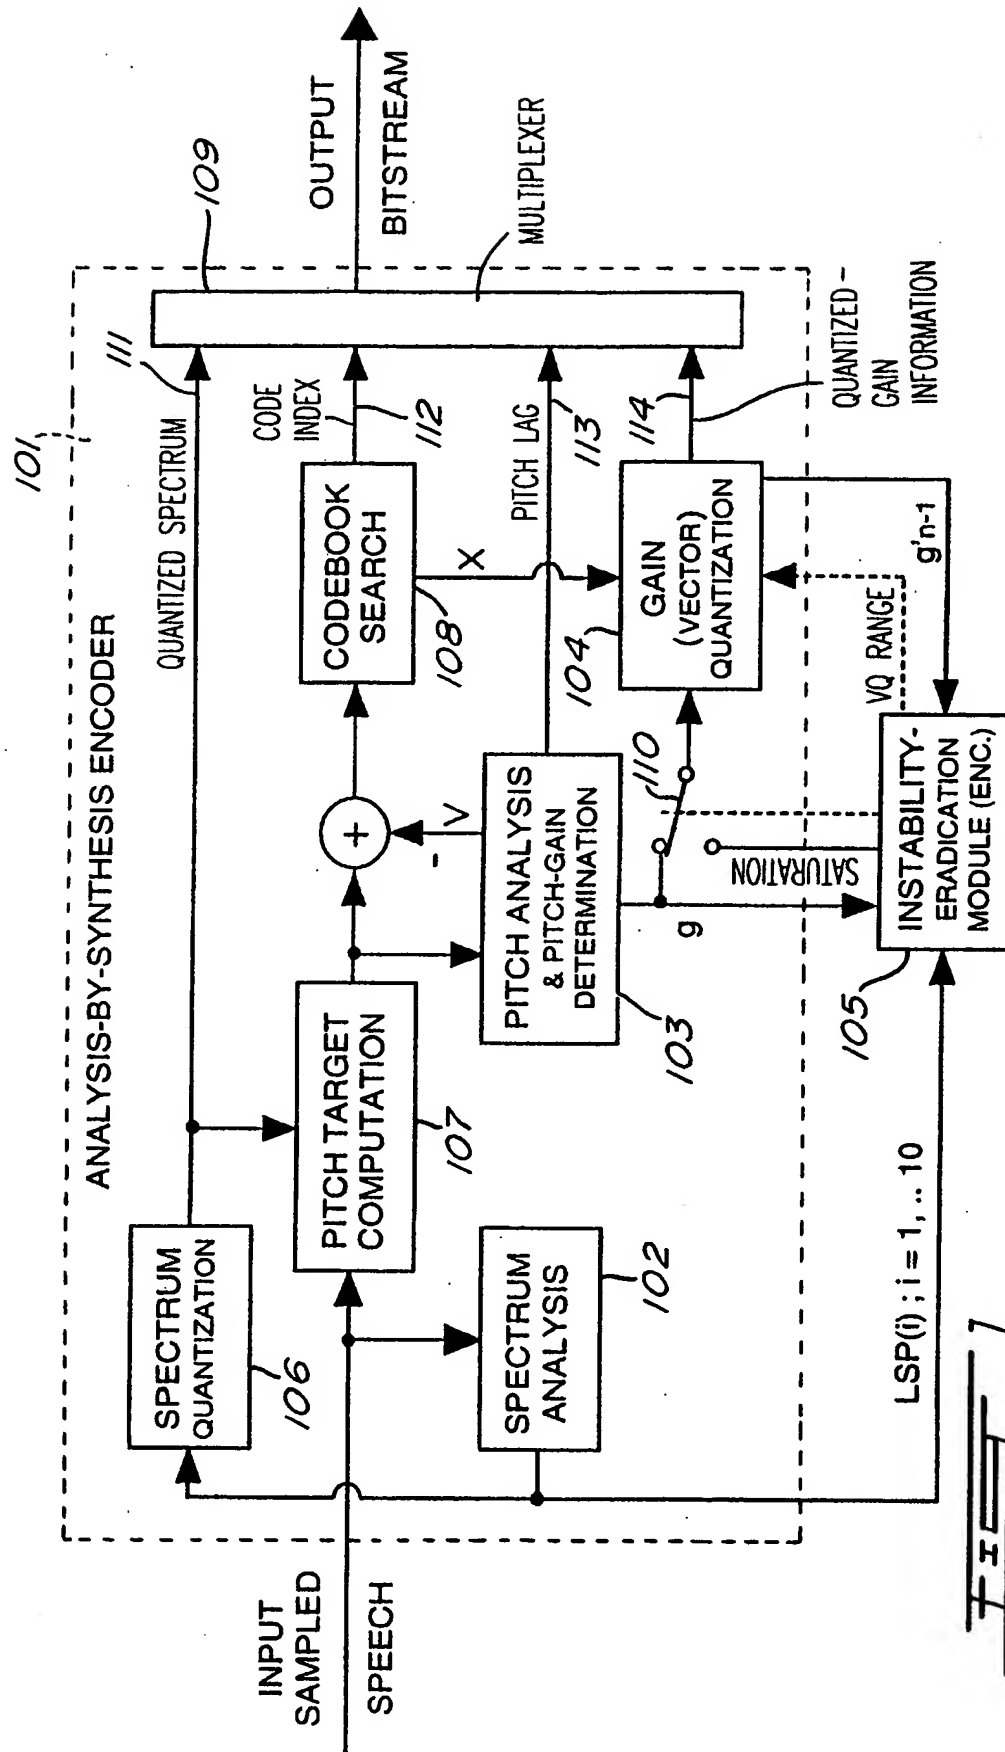 INPUT
SAMPLED
SPEECH
101
ANALYSIS-BY-SYNTHESIS ENCODER
SPECTRUM
QUANTIZATION
106
QUANTIZED SPECTRUM
111
109
PITCH TARGET
COMPUTATION
107
+
CODEBOOK
SEARCH
108
CODE
INDEX
112
OUTPUT
BITSTREAM
MULTIPLEXER
SPECTRUM
ANALYSIS
102
-
V
X
PITCH ANALYSIS
& PITCH-GAIN
DETERMINATION
103
PITCH LAG
113
104
GAIN
(VECTOR)
QUANTIZATION
114
QUANTIZED-
GAIN
INFORMATION
g
110
SATURATION
VQ RANGE
g'n-1
LSP(i) ; i = 1, .. 10
105
INSTABILITY-
ERADICATION
MODULE (ENC.)
FIG. 1